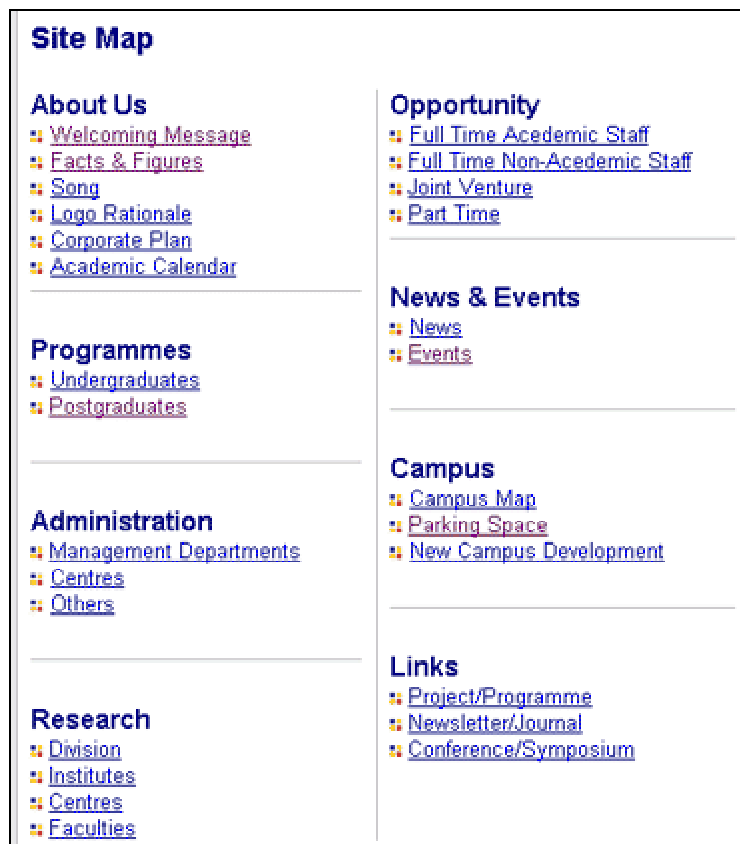 Site Map
About Us
Welcoming Message
Facts & Figures
Song
Logo Rationale
Corporate Plan
Academic Calendar
Programmes
Undergraduates
Postgraduates
Administration
Management Departments
Centres
Others
Research
Division
Institutes
Centres
Faculties
Opportunity
Full Time Acedemic Staff
Full Time Non-Acedemic Staff
Joint Venture
Part Time
News & Events
News
Events
Campus
Campus Map
Parking Space
New Campus Development
Links
Project/Programme
Newsletter/Journal
Conference/Symposium